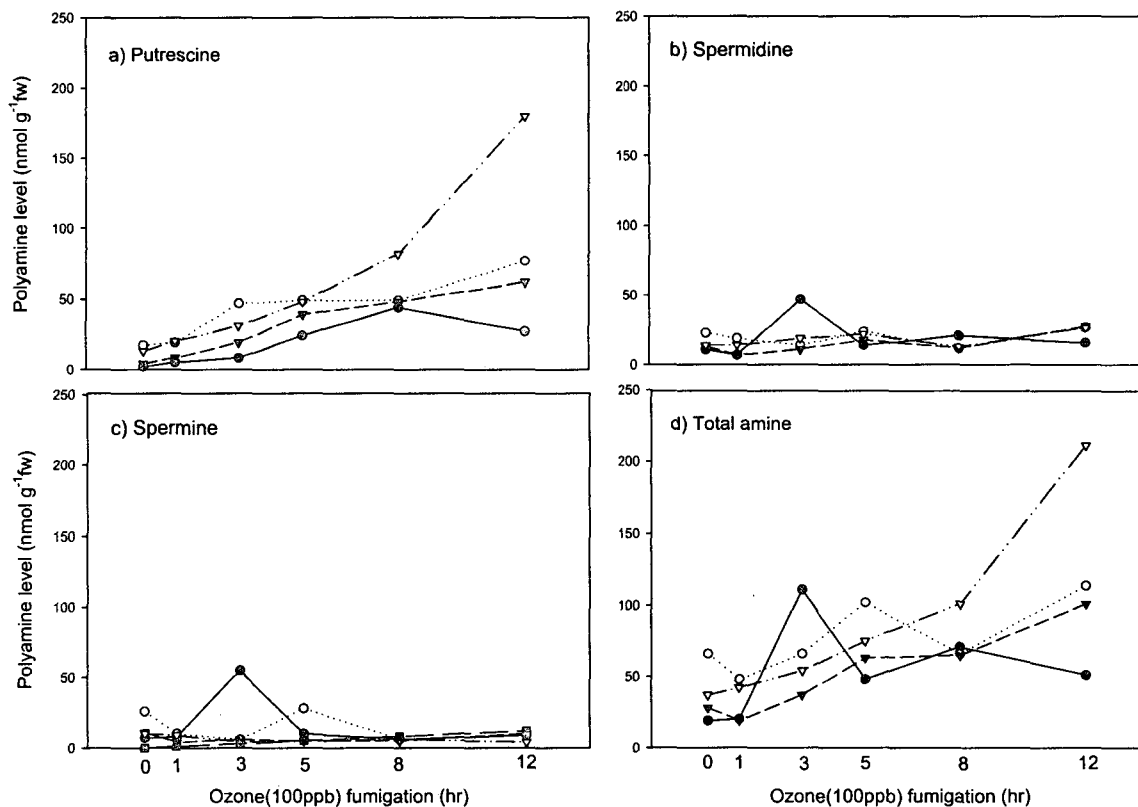 a) Putrescine
250
200
150
100
50
0
Polyamine level (nmol g⁻¹fw)
b) Spermidine
250
200
150
100
50
0
c) Spermine
250
200
150
100
50
0
Polyamine level (nmol g⁻¹fw)
0 1 3 5 8 12
Ozone(100ppb) fumigation (hr)
d) Total amine
250
200
150
100
50
0
0 1 3 5 8 12
Ozone(100ppb) fumigation (hr)